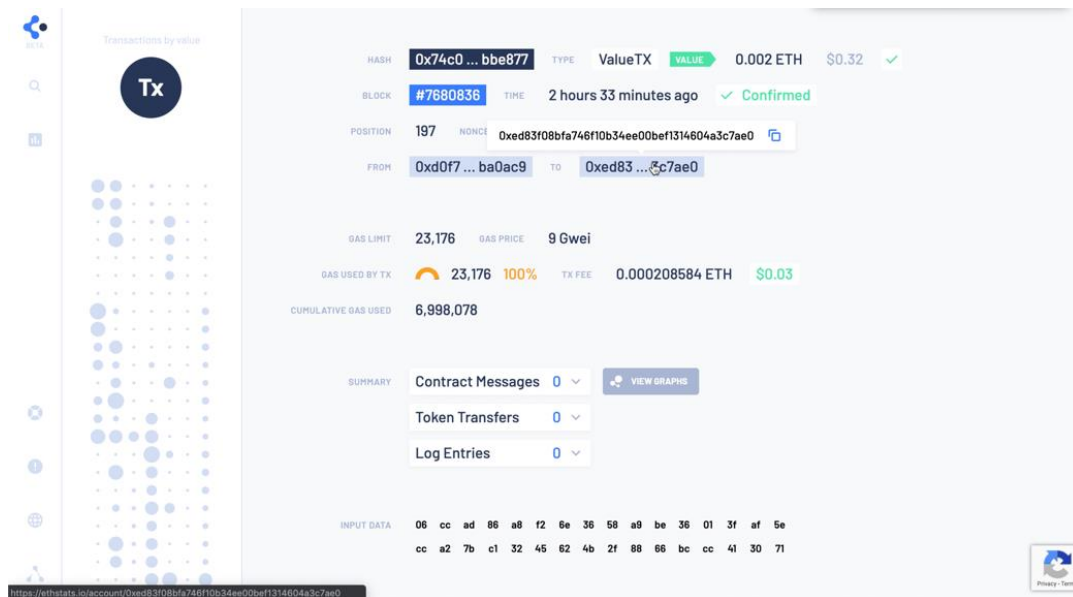 BETA
Transactions by value
Tx
HASH 0x74c0 ... bbe877 TYPE ValueTX VALUE 0.002 ETH $0.32
BLOCK #7680836 TIME 2 hours 33 minutes ago Confirmed
POSITION 197 NONCE
0xed83f08bfa746f10b34ee00bef1314604a3c7ae0
FROM 0xd0f7 ... ba0ac9 TO 0xed83 ... 3c7ae0
GAS LIMIT 23,176 GAS PRICE 9 Gwei
GAS USED BY TX 23,176 100% TX FEE 0.000208584 ETH $0.03
CUMULATIVE GAS USED 6,998,078
SUMMARY Contract Messages 0 VIEW GRAPHS
Token Transfers 0
Log Entries 0
INPUT DATA 06 cc ad 86 a8 f2 6e 36 58 a9 be 36 01 3f af 5e
cc a2 7b c1 32 45 62 4b 2f 88 66 bc cc 41 30 71
Privacy - Term
https://ethstats.io/account/0xed83f08bfa746f10b34ee00bef1314604a3c7ae0